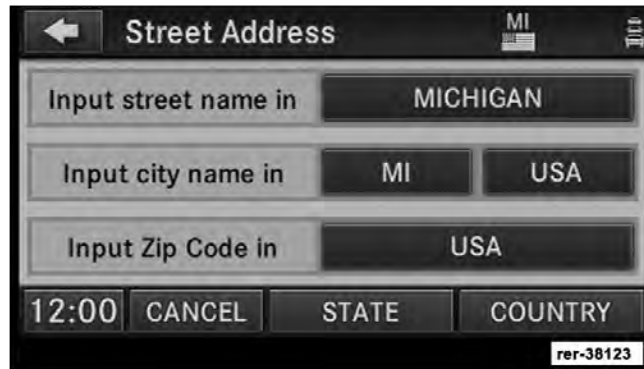 Street Address MI
Input street name in MICHIGAN
Input city name in MI USA
Input Zip Code in USA
12:00 CANCEL STATE COUNTRY
rer-38123